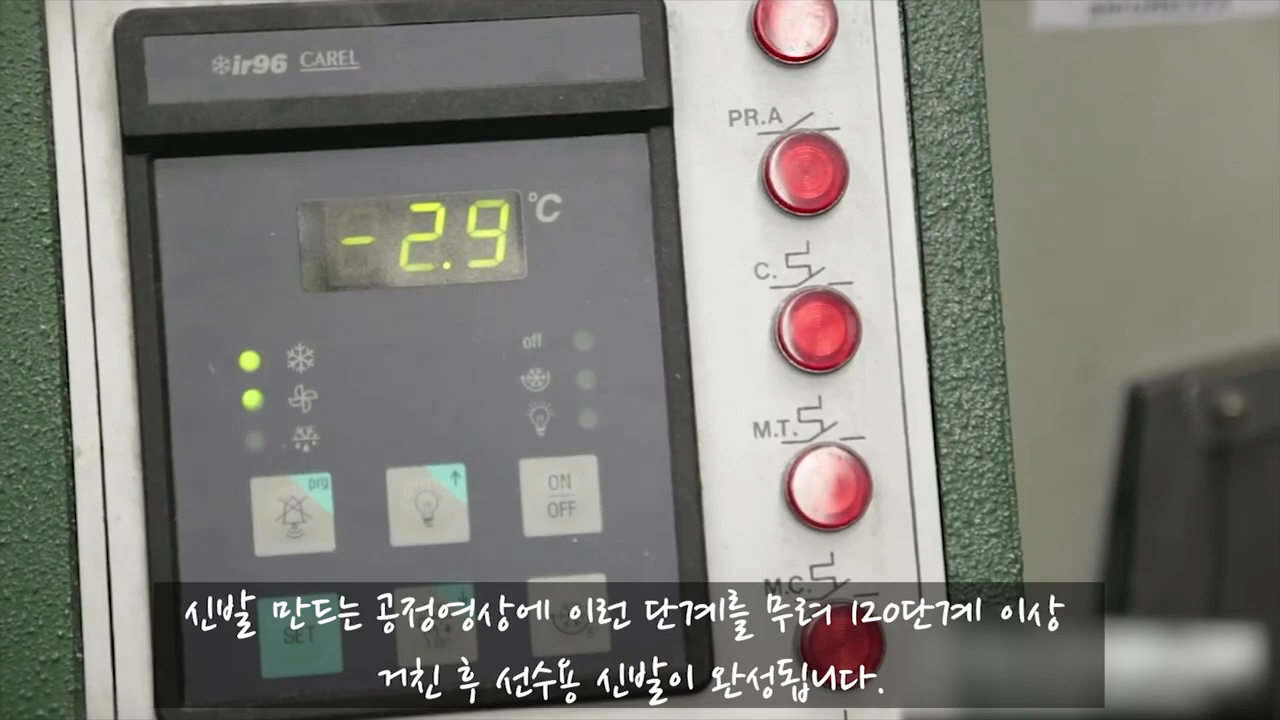 ir96 CAREL
PR.A
-2.9 °C
C.
off
M.T.
prg
ON
OFF
M.C.
SET
신발 만드는 공정영상에 이런 단계를 무려 120단계 이상
거친 후 선수용 신발이 완성됩니다.